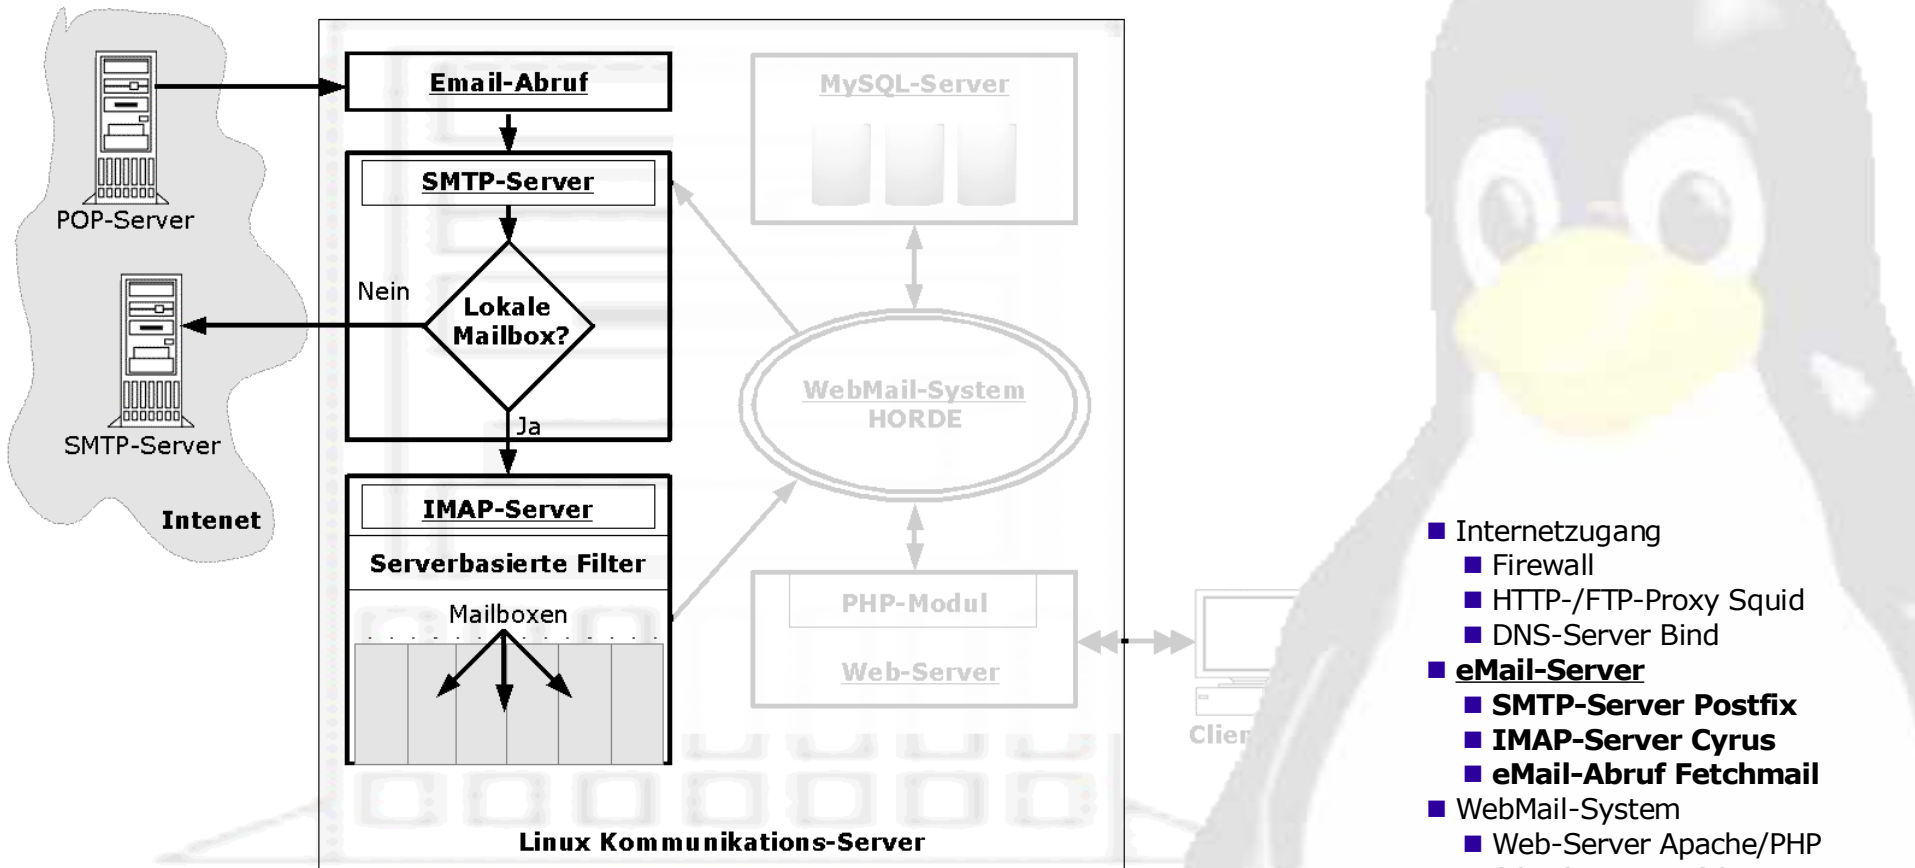 POP-Server
SMTP-Server
Intenet
Email-Abruf
SMTP-Server
Nein
Lokale
Mailbox?
Ja
IMAP-Server
Serverbasierte Filter
Mailboxen
MySQL-Server
WebMail-System
HORDE
PHP-Modul
Web-Server
Linux Kommunikations-Server
Internetzugang
Firewall
HTTP-/FTP-Proxy Squid
DNS-Server Bind
eMail-Server
SMTP-Server Postfix
IMAP-Server Cyrus
eMail-Abruf Fetchmail
WebMail-System
Web-Server Apache/PHP